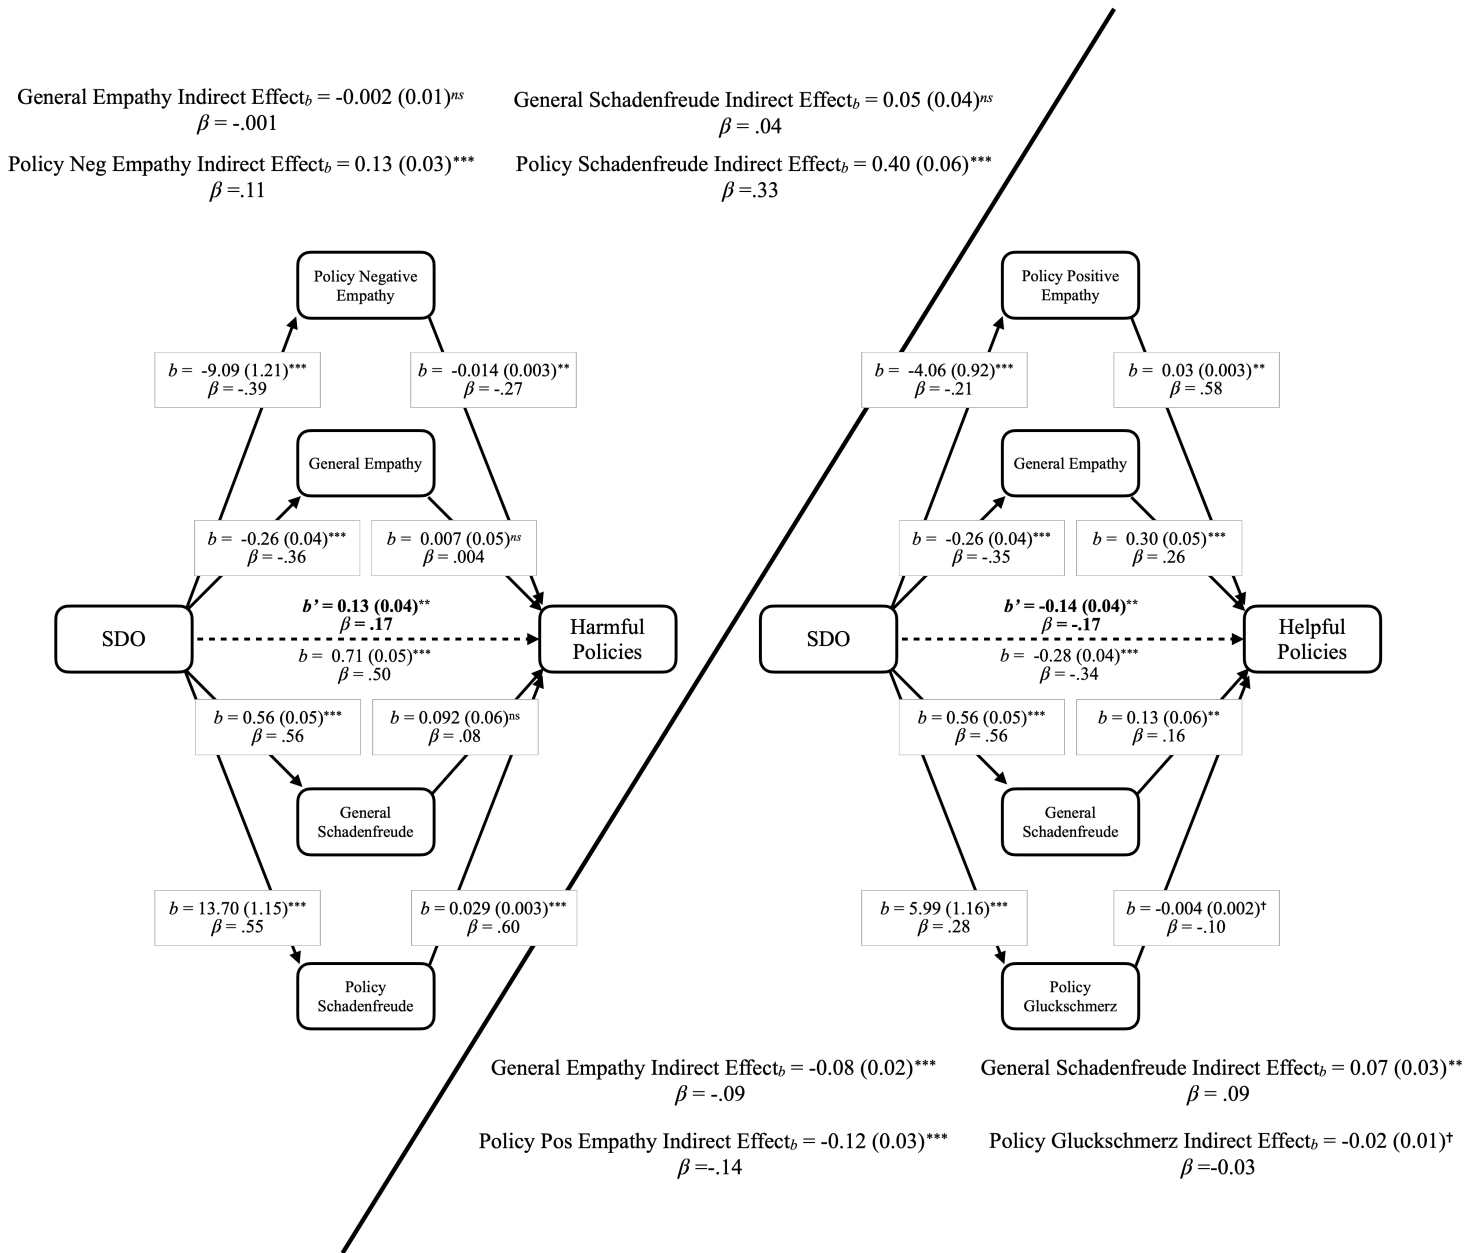 General Empathy Indirect Effectb = -0.002 (0.01)ns
β = -.001
Policy Neg Empathy Indirect Effectb = 0.13 (0.03)***
β =.11
General Schadenfreude Indirect Effectb = 0.05 (0.04)ns
β = .04
Policy Schadenfreude Indirect Effectb = 0.40 (0.06)***
β =.33
Policy Negative
Empathy
b = -9.09 (1.21)***
β = -.39
b = -0.014 (0.003)**
β = -.27
General Empathy
b = -0.26 (0.04)***
β = -.36
b = 0.007 (0.05)ns
β = .004
SDO
b’ = 0.13 (0.04)**
β = .17
b = 0.71 (0.05)***
β = .50
Harmful
Policies
b = 0.56 (0.05)***
β = .56
b = 0.092 (0.06)ns
β = .08
General
Schadenfreude
b = 13.70 (1.15)***
β = .55
b = 0.029 (0.003)***
β = .60
Policy
Schadenfreude
Policy Positive
Empathy
b = -4.06 (0.92)***
β = -.21
b = 0.03 (0.003)**
β = .58
General Empathy
b = -0.26 (0.04)***
β = -.35
b = 0.30 (0.05)***
β = .26
SDO
b’ = -0.14 (0.04)**
β = -.17
b = -0.28 (0.04)***
β = -.34
Helpful
Policies
b = 0.56 (0.05)***
β = .56
b = 0.13 (0.06)**
β = .16
General
Schadenfreude
b = 5.99 (1.16)***
β = .28
b = -0.004 (0.002)†
β = -.10
Policy
Gluckschmerz
General Empathy Indirect Effectb = -0.08 (0.02)***
β = -.09
General Schadenfreude Indirect Effectb = 0.07 (0.03)**
β = .09
Policy Pos Empathy Indirect Effectb = -0.12 (0.03)***
β =-.14
Policy Gluckschmerz Indirect Effectb = -0.02 (0.01)†
β =-0.03